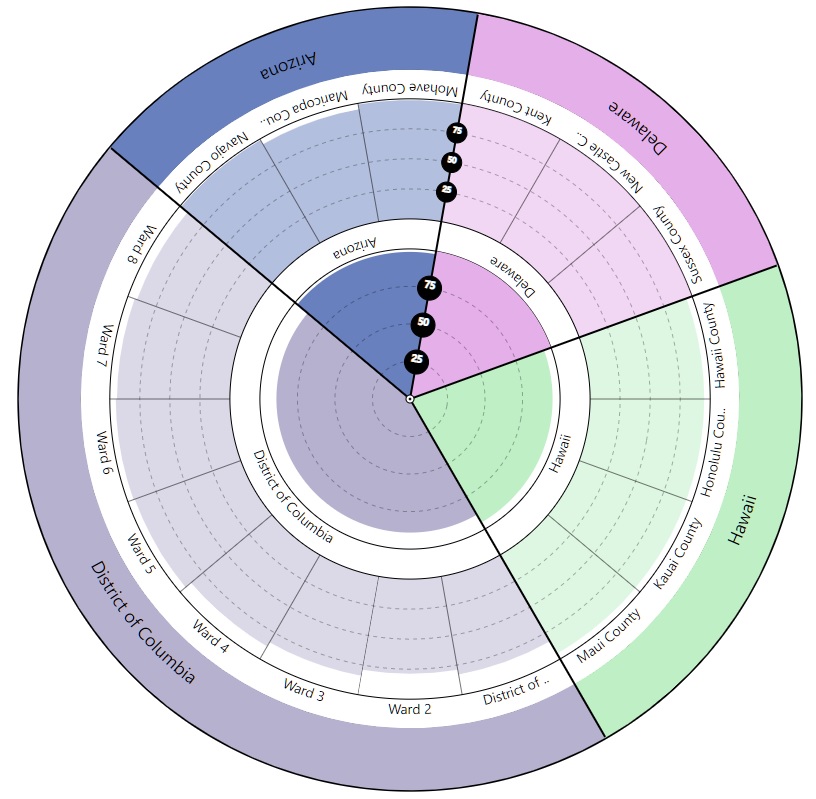 Arizona
Delaware
Hawaii
District of Columbia
Navajo County
Maricopa Cou..
Mohave County
Kent County
New Castle C..
Sussex County
Hawaii County
Honolulu Cou..
Kauai County
Maui County
District of ..
Ward 2
Ward 3
Ward 4
Ward 5
Ward 6
Ward 7
Ward 8
75
50
25
Arizona
Delaware
Hawaii
District of Columbia
75
50
25